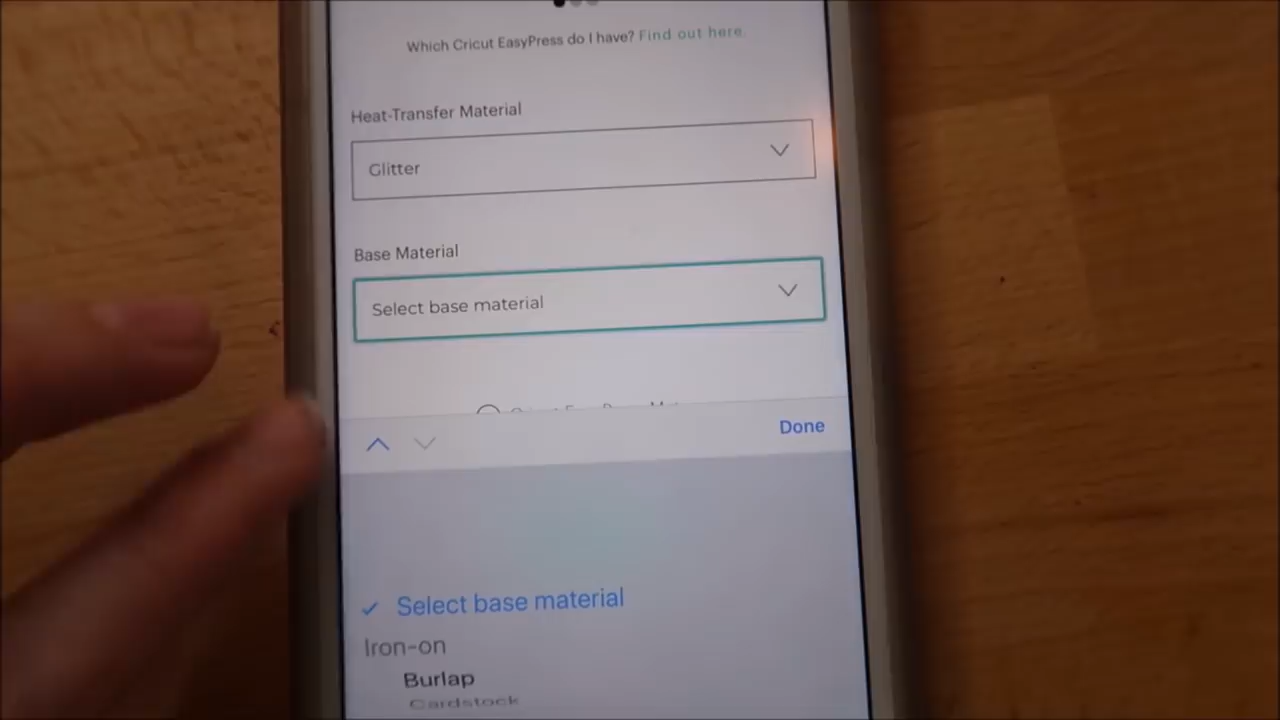 Which Cricut EasyPress do I have? Find out here.
Heat-Transfer Material
Glitter
Base Material
Select base material
Done
Select base material
Iron-on
Burlap
Cardstock